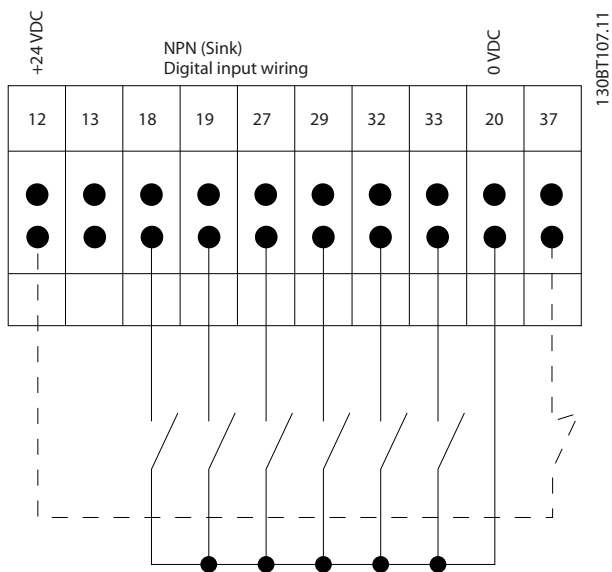 +24 VDC
NPN (Sink)
Digital input wiring
0 VDC
130BT107.11
12 13 18 19 27 29 32 33 20 37